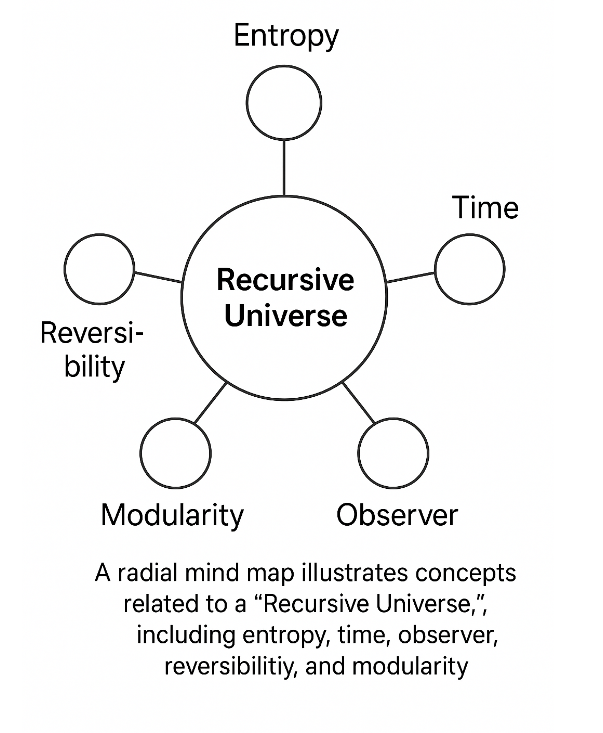 Entropy
Time
Recursive
Universe
Reversi-
bility
Modularity
Observer
A radial mind map illustrates concepts
related to a “Recursive Universe,”,
including entropy, time, observer,
reversibilitiy, and modularity